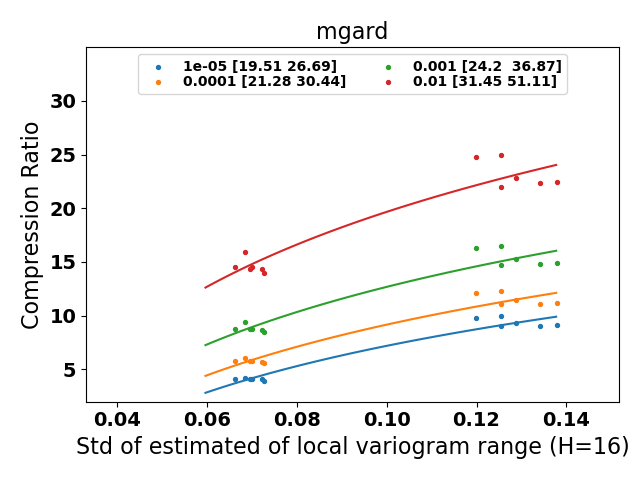 mgard
1e-05 [19.51 26.69]
0.0001 [21.28 30.44]
0.001 [24.2  36.87]
0.01 [31.45 51.11]
Compression Ratio
30
25
20
15
10
5
0.04 0.06 0.08 0.10 0.12 0.14
Std of estimated of local variogram range (H=16)